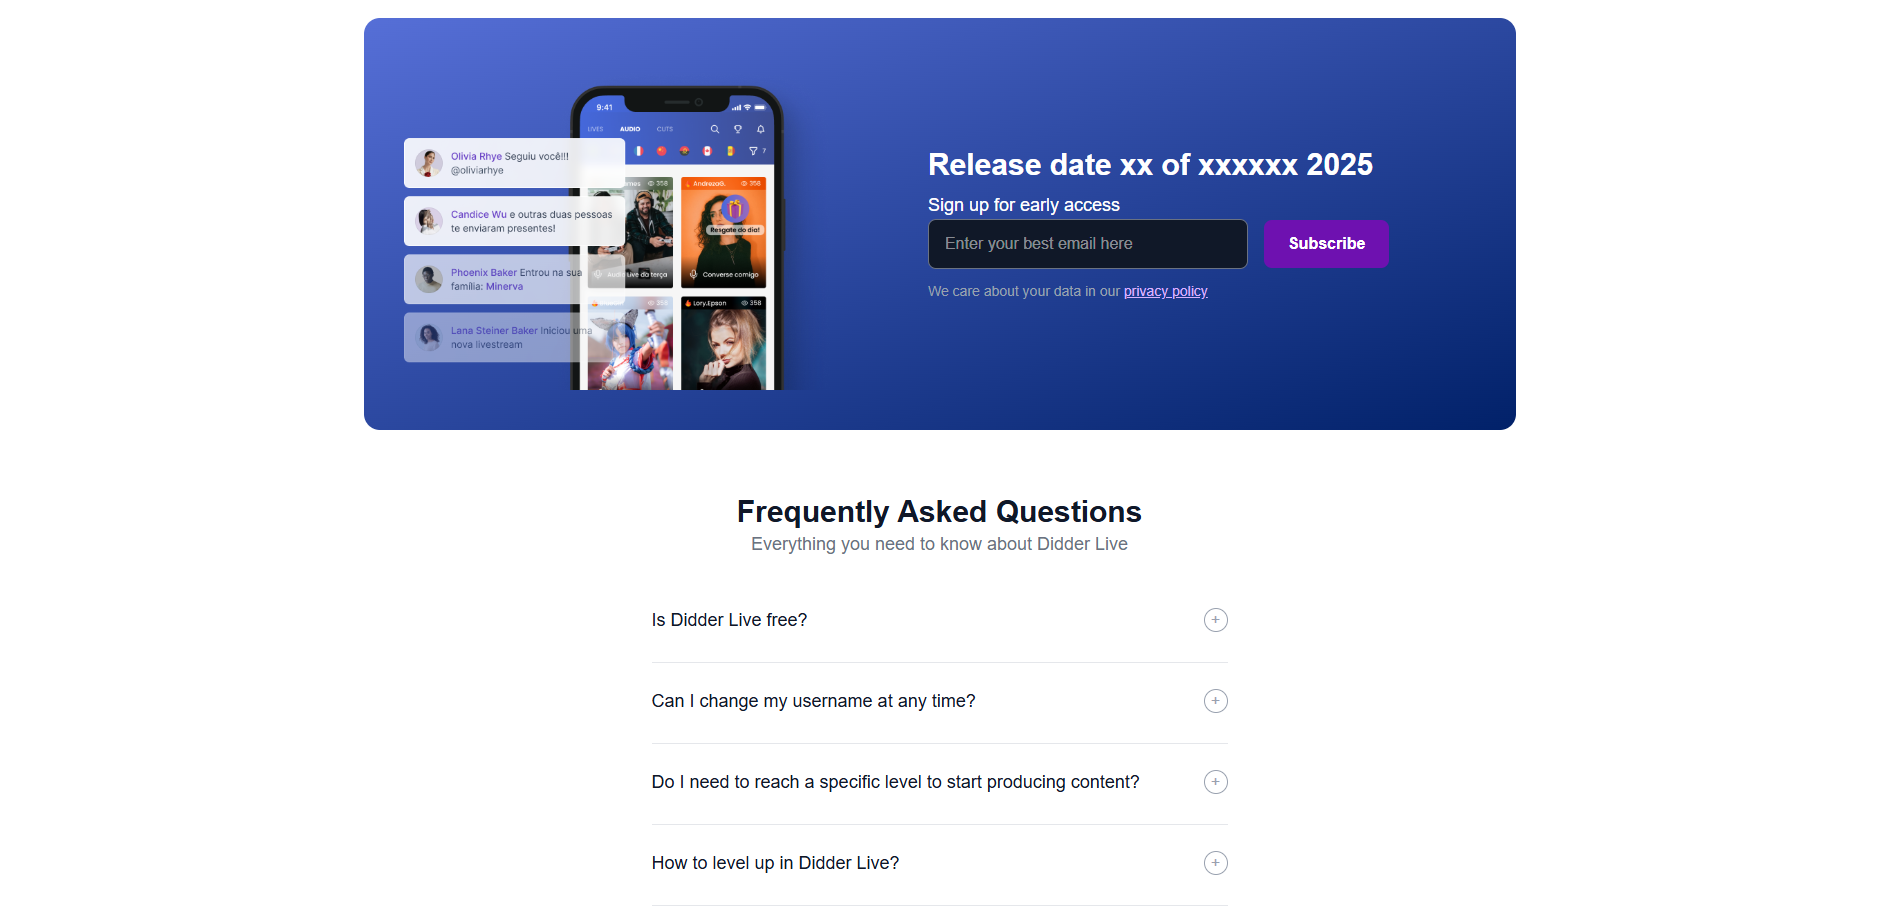 9:41
LIVES AUDIO CUTS
7
Olivia Rhye Seguiu você!!!
@oliviarhye
Candice Wu e outras duas pessoas
te enviaram presentes!
Phoenix Baker Entrou na sua
família: Minerva
Lana Steiner Baker Iniciou uma
nova livestream
358
AndreiaG. 358
Resgate do dia!
Live da terça
Converse comigo
358
Lory.Epson 358
Release date xx of xxxxxx 2025
Sign up for early access
Enter your best email here
Subscribe
We care about your data in our privacy policy
Frequently Asked Questions
Everything you need to know about Didder Live
Is Didder Live free?
+
Can I change my username at any time?
+
Do I need to reach a specific level to start producing content?
+
How to level up in Didder Live?
+